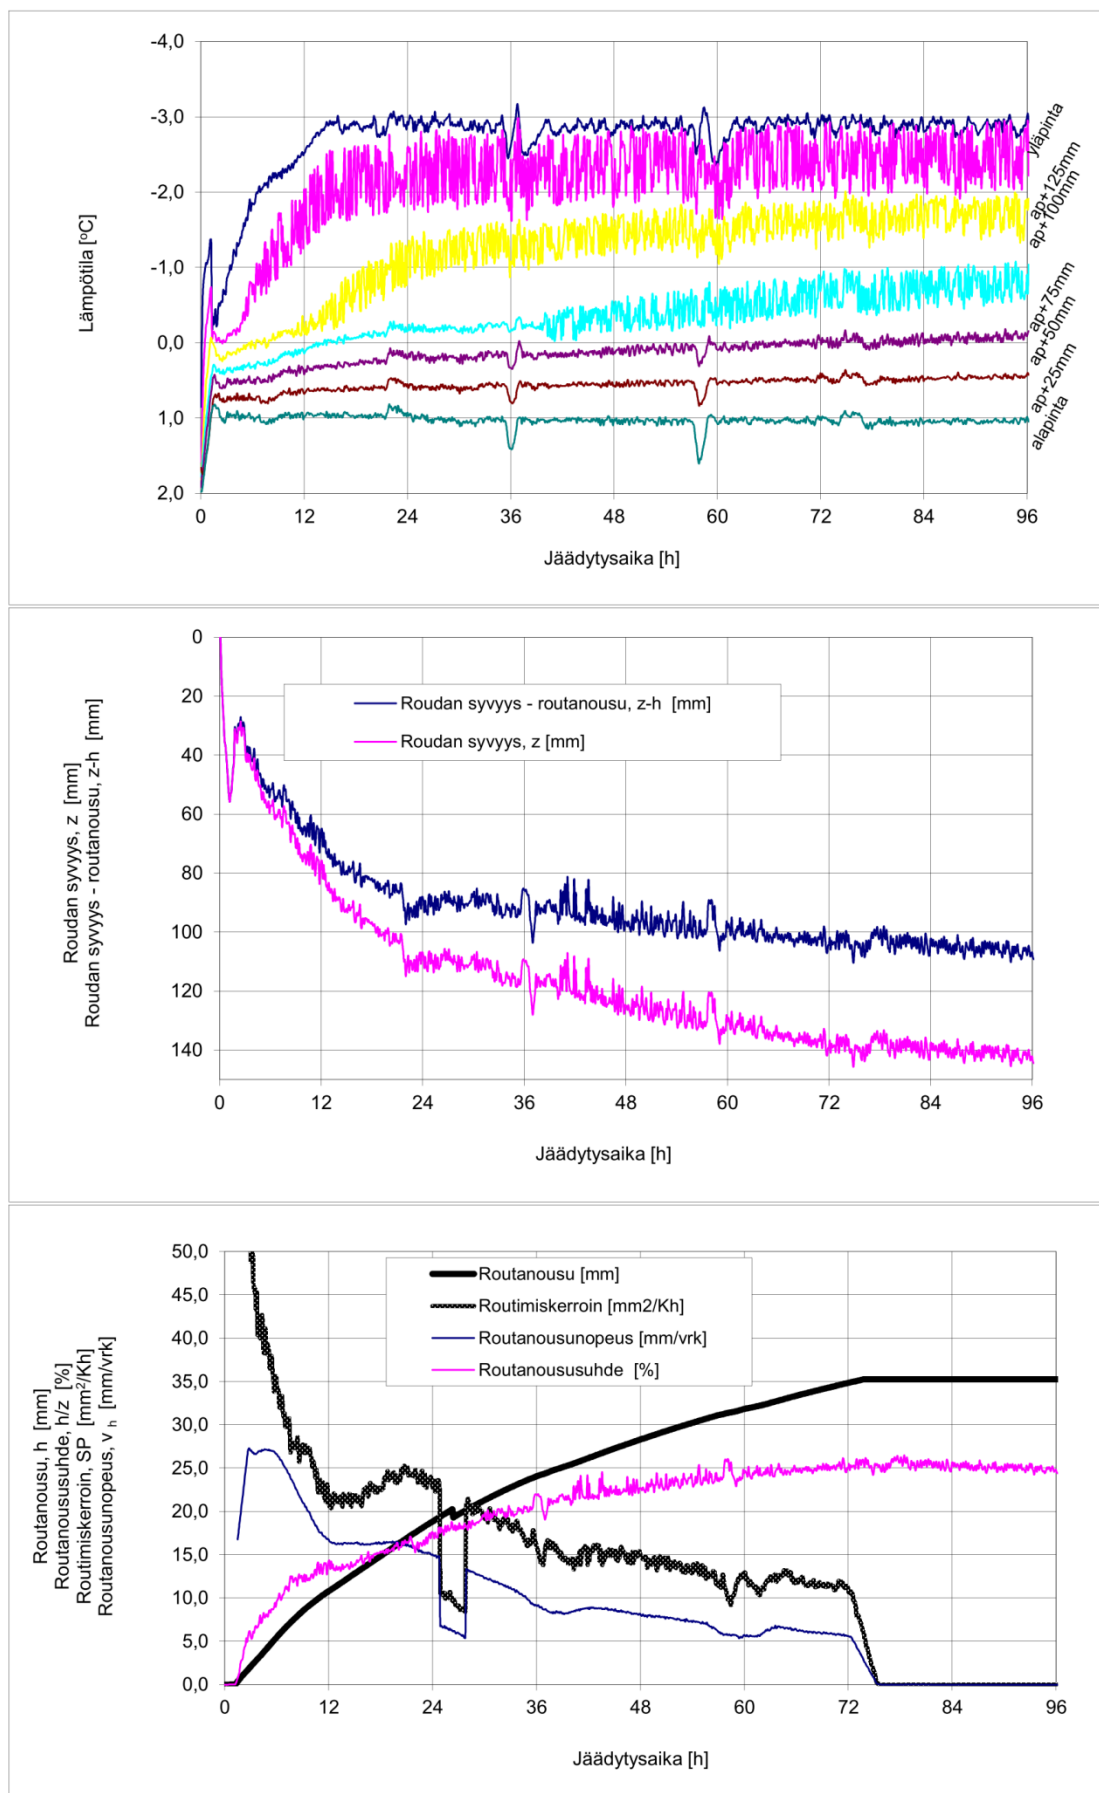 -4,0
-3,0
-2,0
-1,0
0,0
1,0
2,0
Lämpötila [ºC]
0 12 24 36 48 60 72 84 96
Jäädytysaika [h]
yläpinta
ap+125mm
ap+100mm
ap+75mm
ap+50mm
ap+25mm
alapinta
0
20
40
60
80
100
120
140
Roudan syvyys, z [mm]
Roudan syvyys - routanousu, z-h [mm]
Roudan syvyys - routanousu, z-h [mm]
Roudan syvyys, z [mm]
0 12 24 36 48 60 72 84 96
Jäädytysaika [h]
50,0
45,0
40,0
35,0
30,0
25,0
20,0
15,0
10,0
5,0
0,0
Routanousu, h [mm]
Routanoususuhde, h/z [%]
Routimiskerroin, SP [mm²/Kh]
Routanousunopeus, v h [mm/vrk]
Routanousu [mm]
Routimiskerroin [mm2/Kh]
Routanousunopeus [mm/vrk]
Routanoususuhde [%]
0 12 24 36 48 60 72 84 96
Jäädytysaika [h]